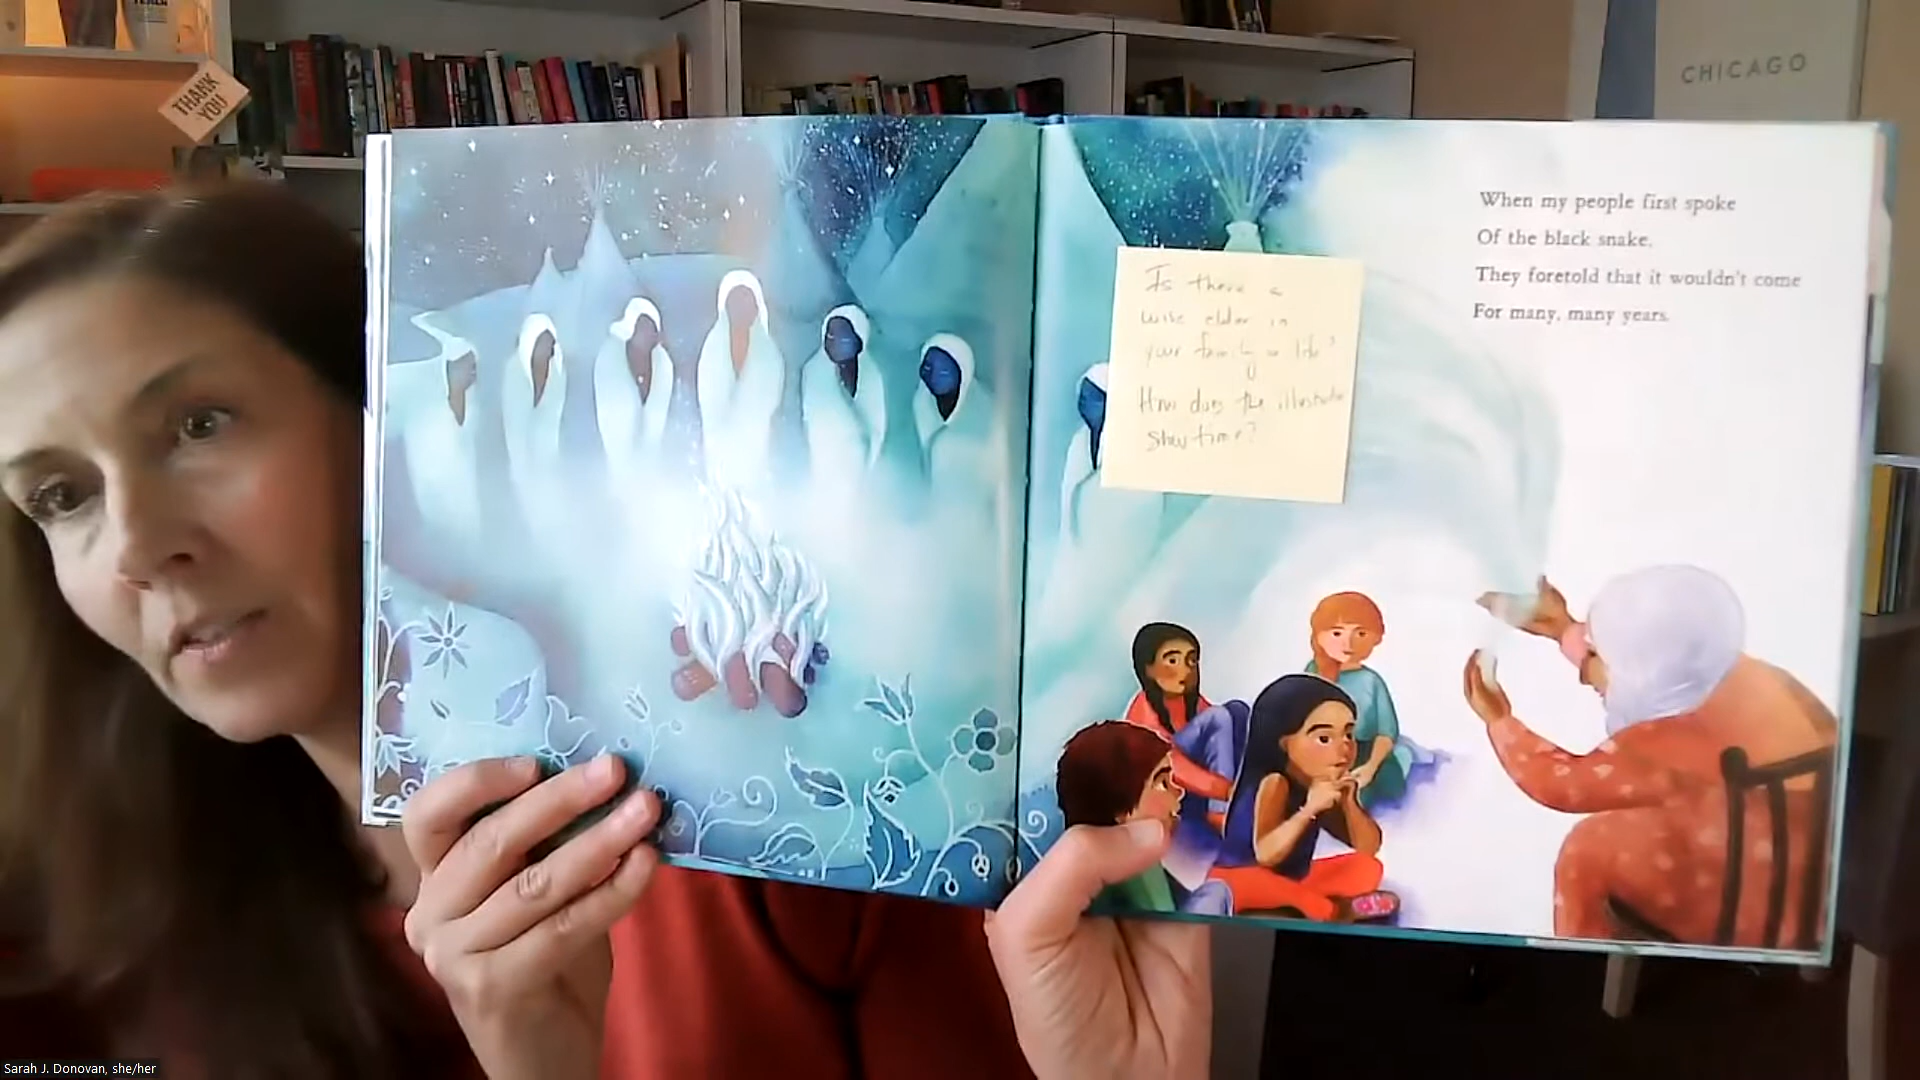 THANK
YOU
CHICAGO
When my people first spoke
Of the black snake,
They foretold that it wouldn't come
For many, many years.
Is there a
wise elder in
your family or life?
How does the illustrator
show time?
Sarah J. Donovan, she/her